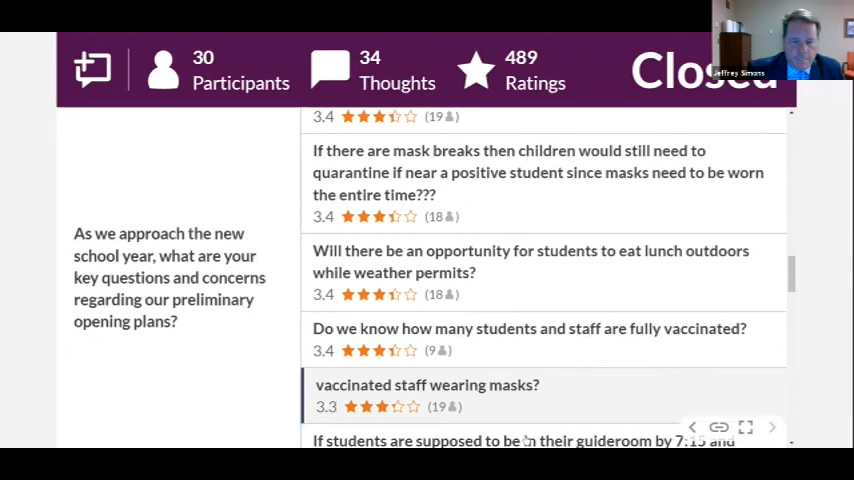 30
Participants
34
Thoughts
489
Ratings
Closed
Jeffrey Simons
3.4 (19)
If there are mask breaks then children would still need to
quarantine if near a positive student since masks need to be worn
the entire time???
3.4 (18)
As we approach the new
school year, what are your
key questions and concerns
regarding our preliminary
opening plans?
Will there be an opportunity for students to eat lunch outdoors
while weather permits?
3.4 (18)
Do we know how many students and staff are fully vaccinated?
3.4 (9)
vaccinated staff wearing masks?
3.3 (19)
If students are supposed to be in their guideroom by 7:15 and